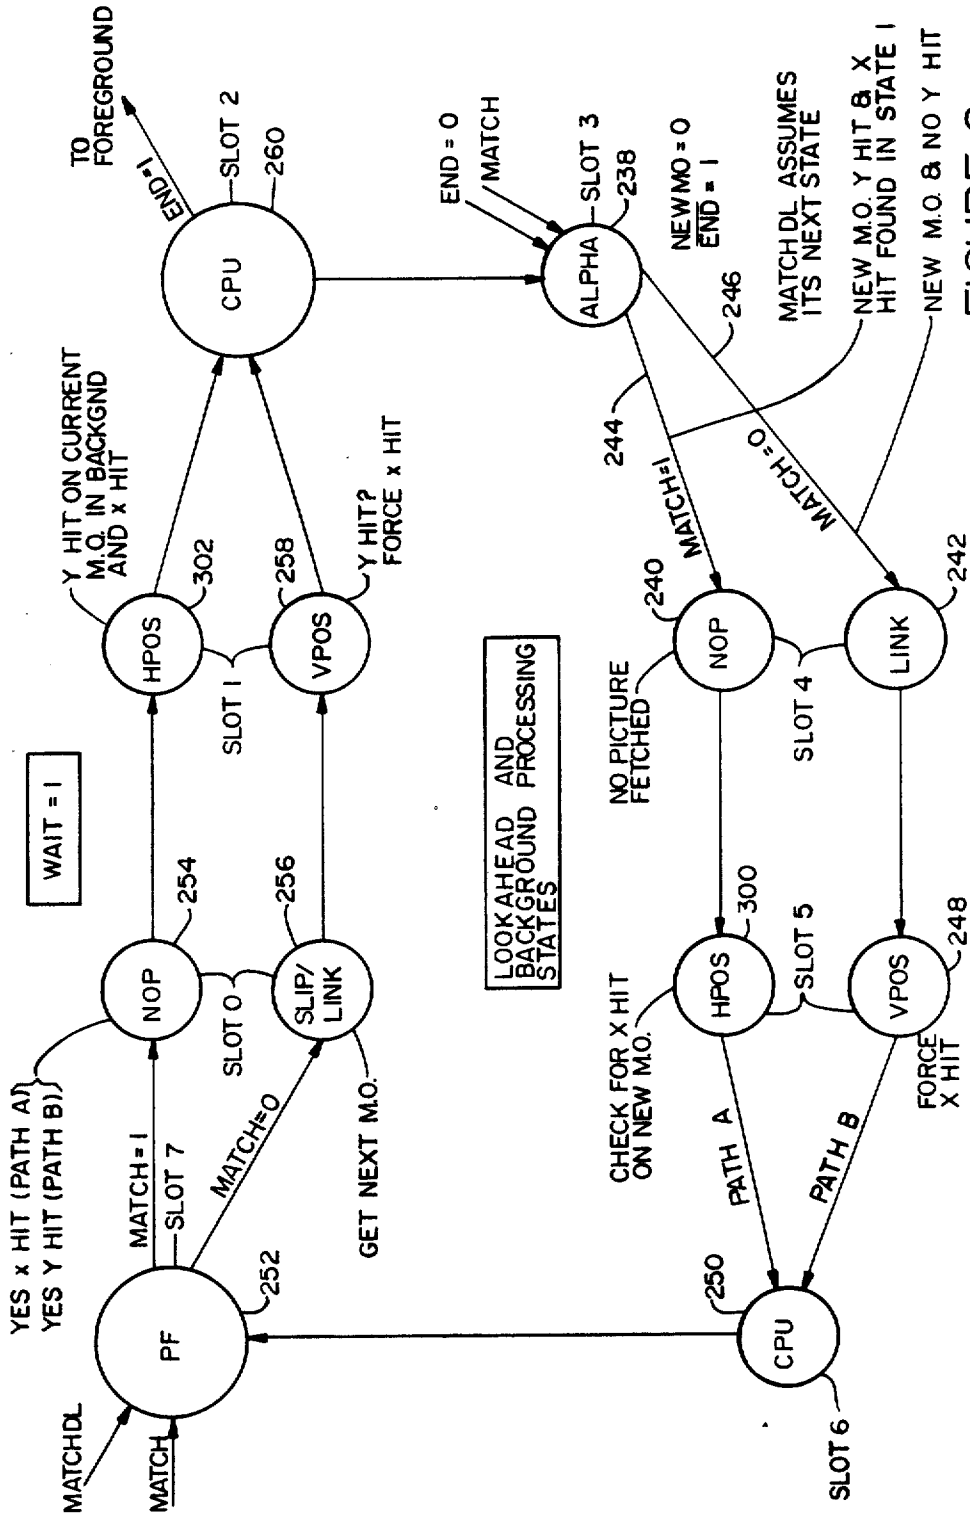 YES X HIT (PATH A)
YES Y HIT (PATH B)
MATCHDL
MATCH
PF
252
MATCH=1
SLOT 7
MATCH=0
NOP
254
SLOT 0
SLIP/
LINK
256
GET NEXT M.O.
WAIT = 1
Y HIT ON CURRENT
M.O. IN BACKGND
AND X HIT
HPOS
302
SLOT 1
VPOS
258
Y HIT?
FORCE X HIT
CPU
SLOT 2
260
END=1
TO
FOREGROUND
LOOKAHEAD AND
BACKGROUND PROCESSING
STATES
END = 0
MATCH
ALPHA
SLOT 3
238
NEWMO = 0
END = 1
244
MATCH=1
246
MATCH=0
MATCHDL ASSUMES
ITS NEXT STATE
NEW M.O. Y HIT & X
HIT FOUND IN STATE 1
NEW M.O. & NO Y HIT
NO PICTURE
FETCHED
NOP
240
SLOT 4
LINK
242
CHECK FOR X HIT
ON NEW M.O.
HPOS
300
SLOT 5
VPOS
248
FORCE
X HIT
PATH A
PATH B
CPU
250
SLOT 6